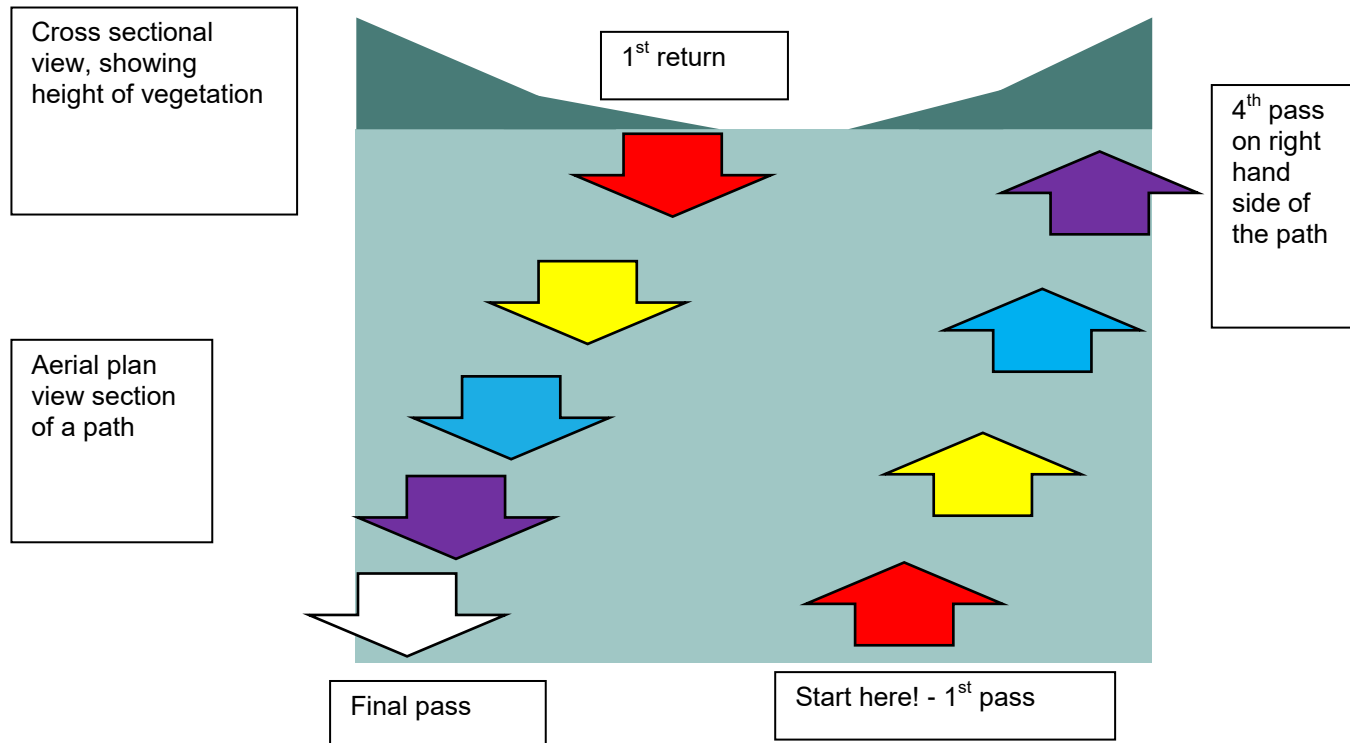 Cross sectional
view, showing
height of vegetation
1st return
4th pass
on right
hand
side of
the path
Aerial plan
view section
of a path
Final pass
Start here! - 1st pass